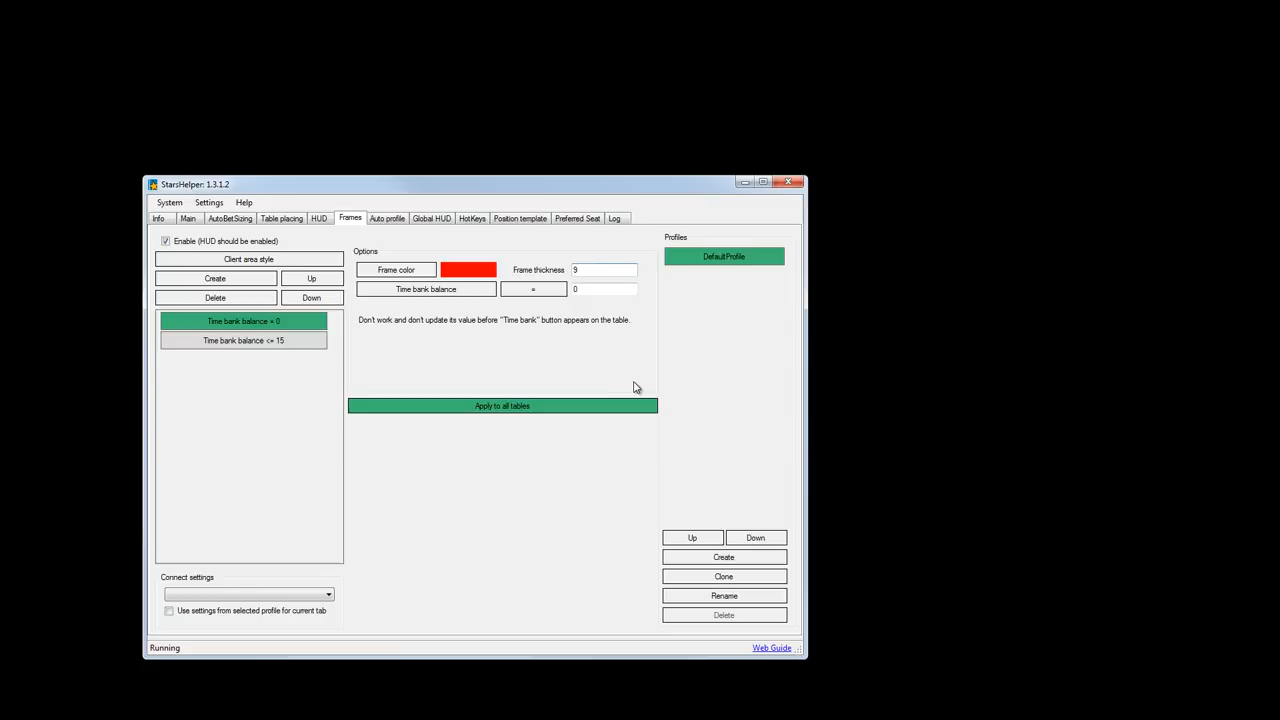 StarsHelper: 1.3.1.2
System Settings Help
Info Main AutoBetSizing Table placing HUD Frames Auto profile Global HUD HotKeys Position template Preferred Seat Log
Enable (HUD should be enabled)
Client area style
Create Up
Delete Down
Time bank balance = 0
Time bank balance <= 15
Connect settings
Use settings from selected profile for current tab
Options
Frame color Frame thickness 9
Time bank balance = 0
Don't work and don't update its value before "Time bank" button appears on the table.
Apply to all tables
Profiles
DefaultProfile
Up Down
Create
Clone
Rename
Delete
Running Web Guide